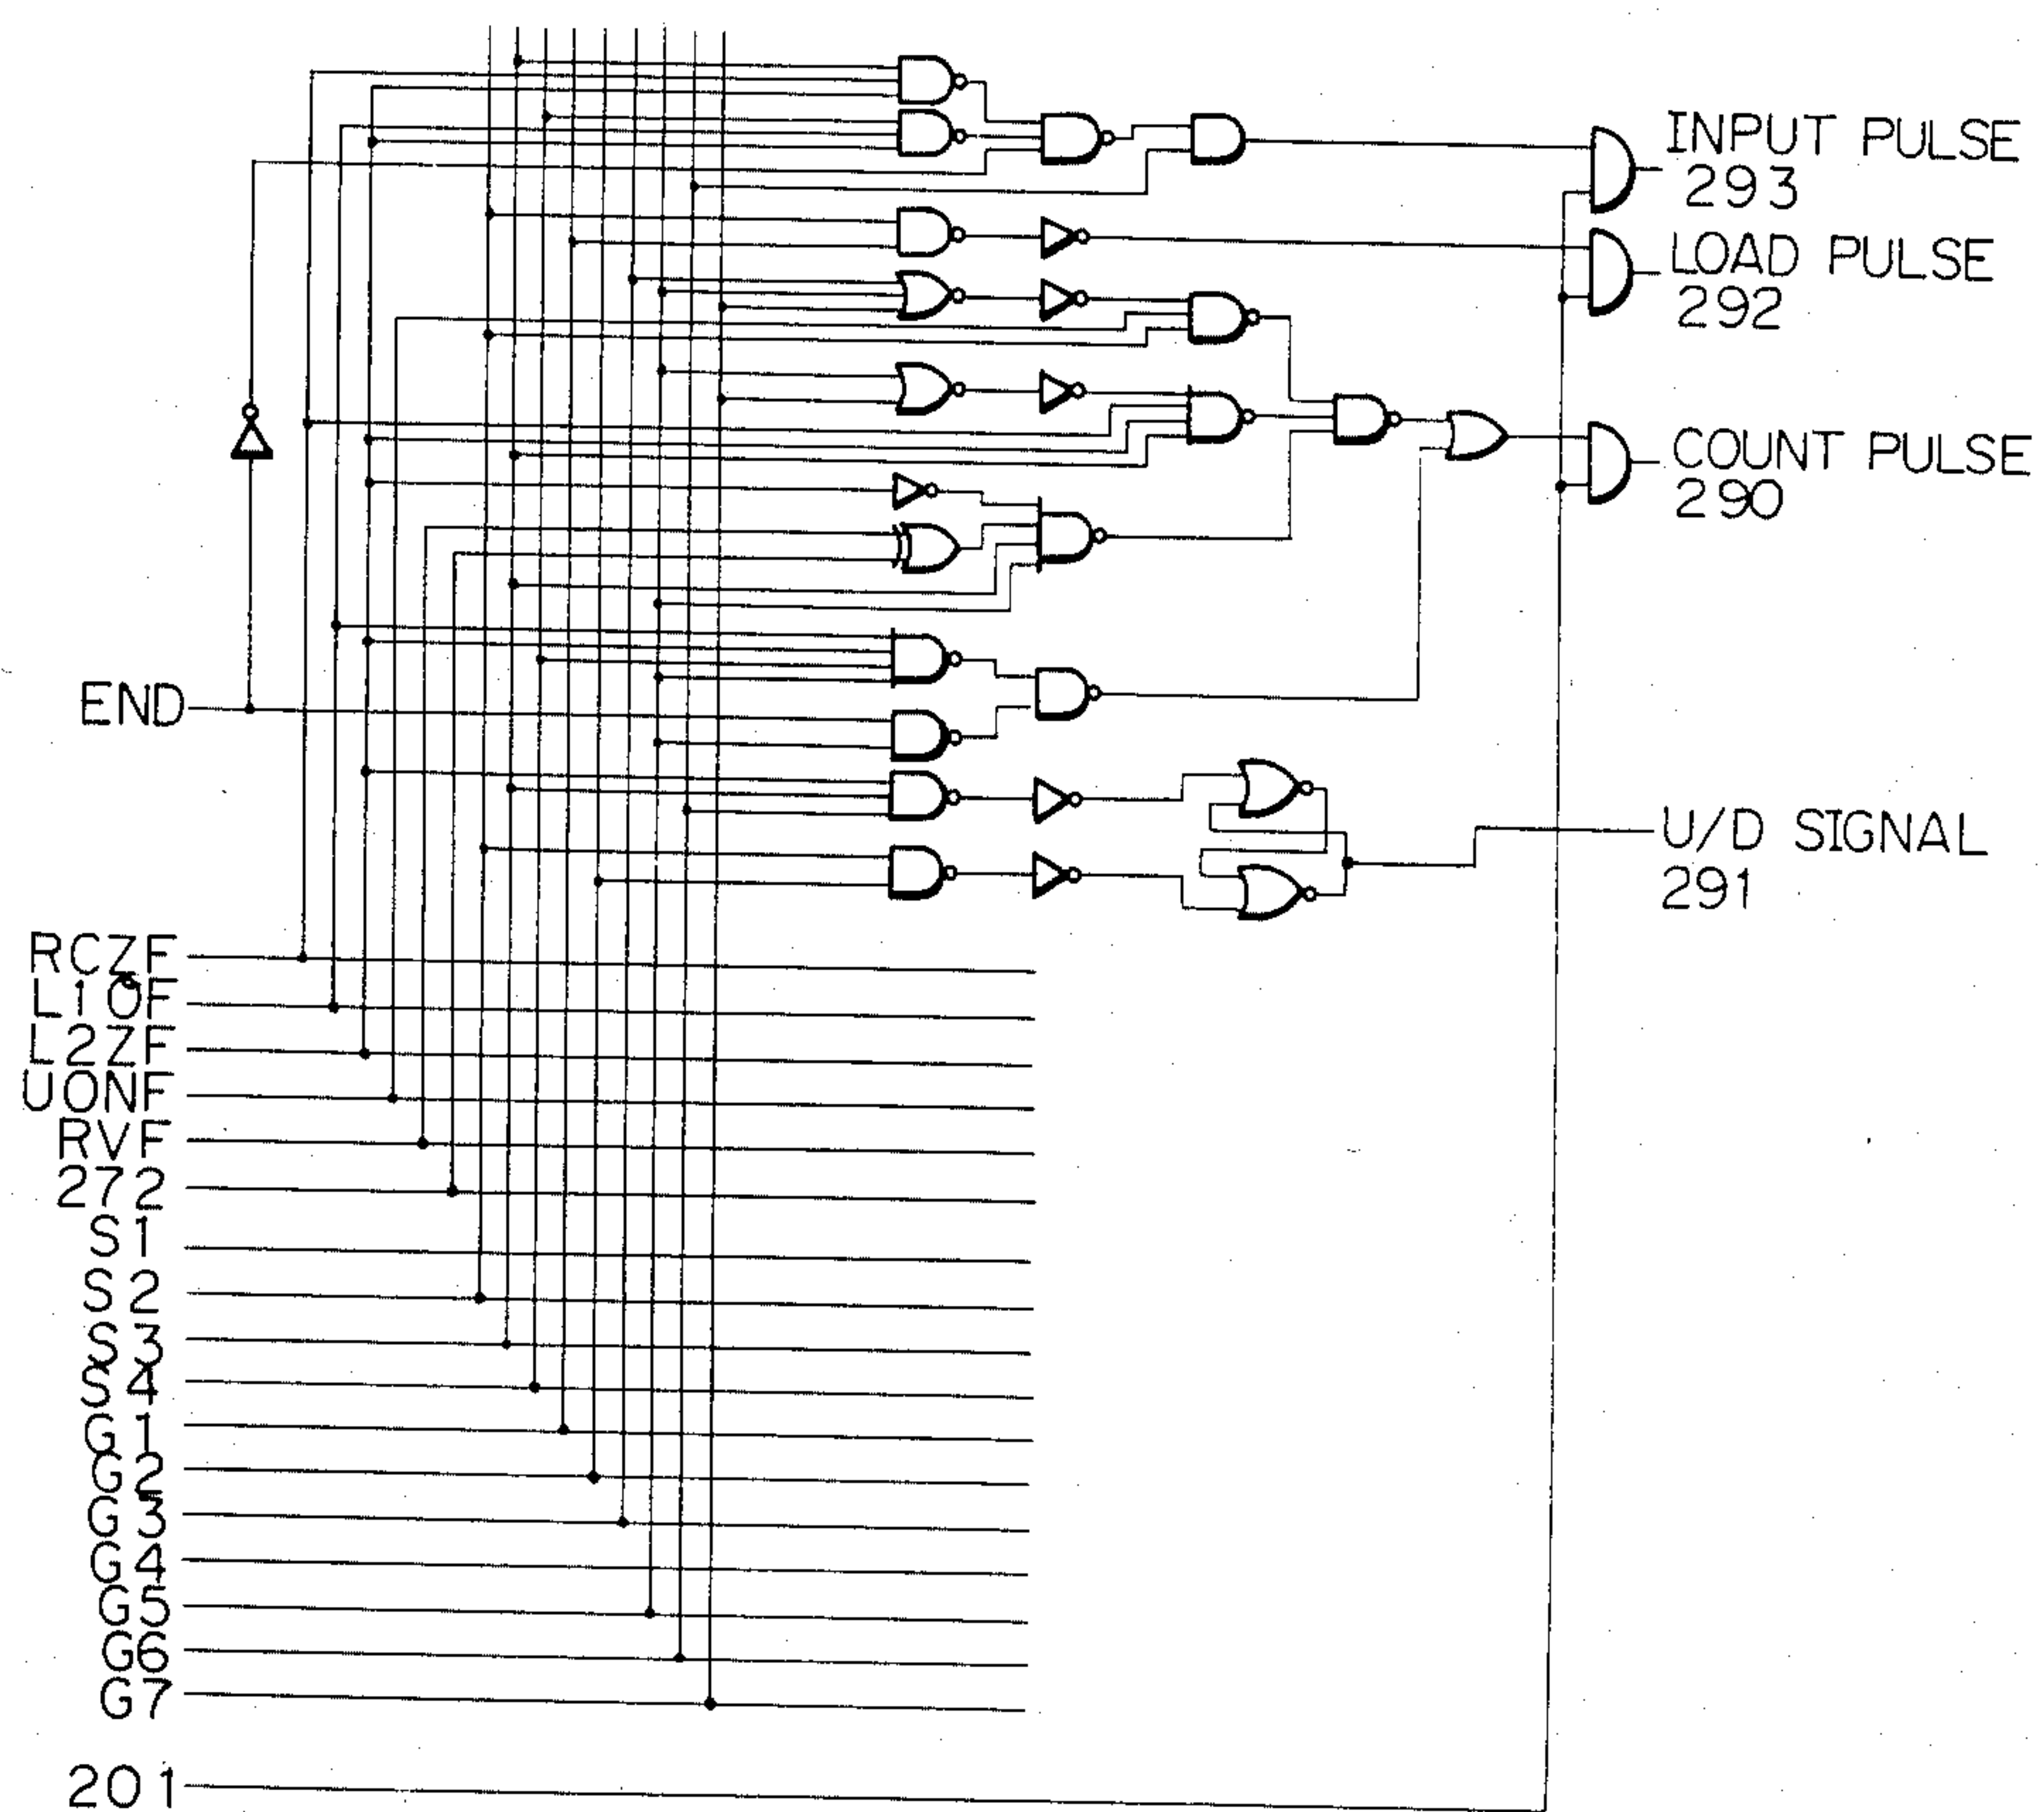 INPUT PULSE
293
LOAD PULSE
292
COUNT PULSE
290
END
U/D SIGNAL
291
RCZF
L1QF
L2ZF
UONF
RVF
272
S1
S2
S3
S4
G1
G2
G3
G4
G5
G6
G7
201